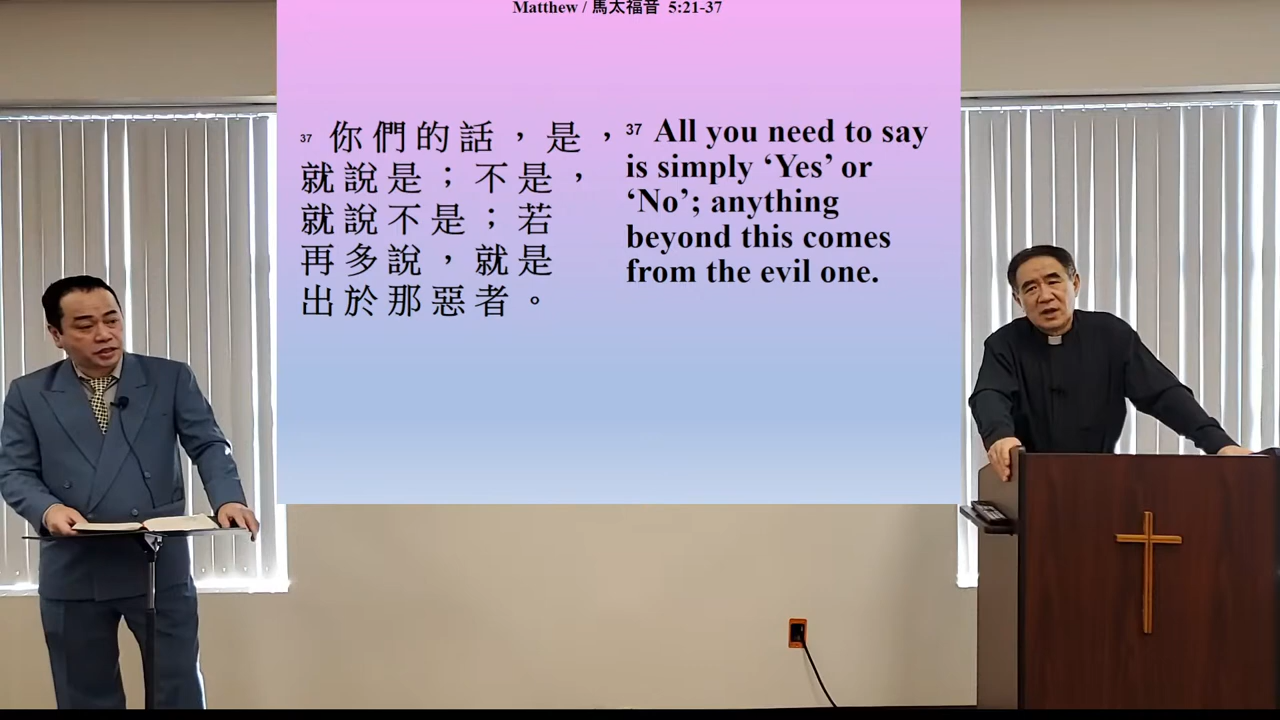 Matthew / 馬太福音 5:21-37
37 你們的話，是，
就說是；不是，
就說不是；若
再多說，就是
出於那惡者。
37 All you need to say
is simply ‘Yes’ or
‘No’; anything
beyond this comes
from the evil one.